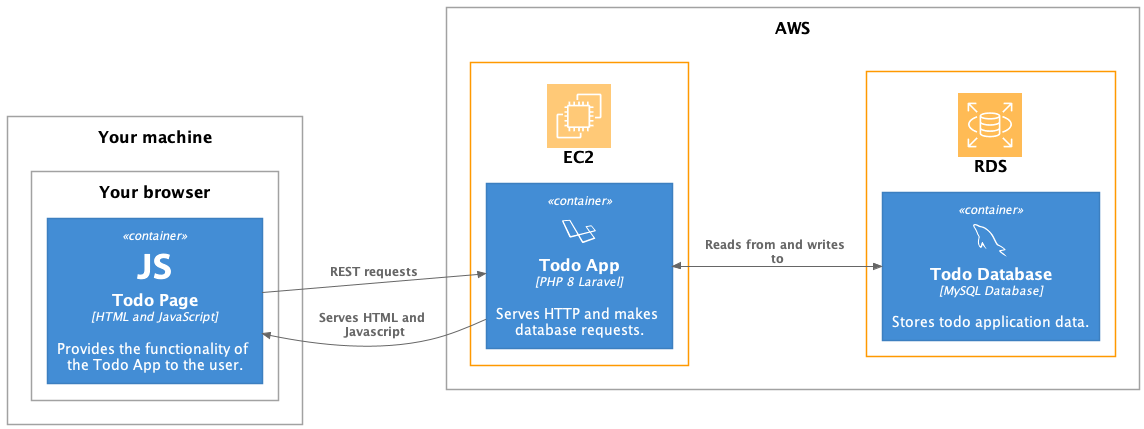 AWS
Your machine
Your browser
«container»
JS
Todo Page
[HTML and JavaScript]
Provides the functionality of
the Todo App to the user.
REST requests
Serves HTML and
Javascript
EC2
«container»
Todo App
[PHP 8 Laravel]
Serves HTTP and makes
database requests.
Reads from and writes
to
RDS
«container»
Todo Database
[MySQL Database]
Stores todo application data.